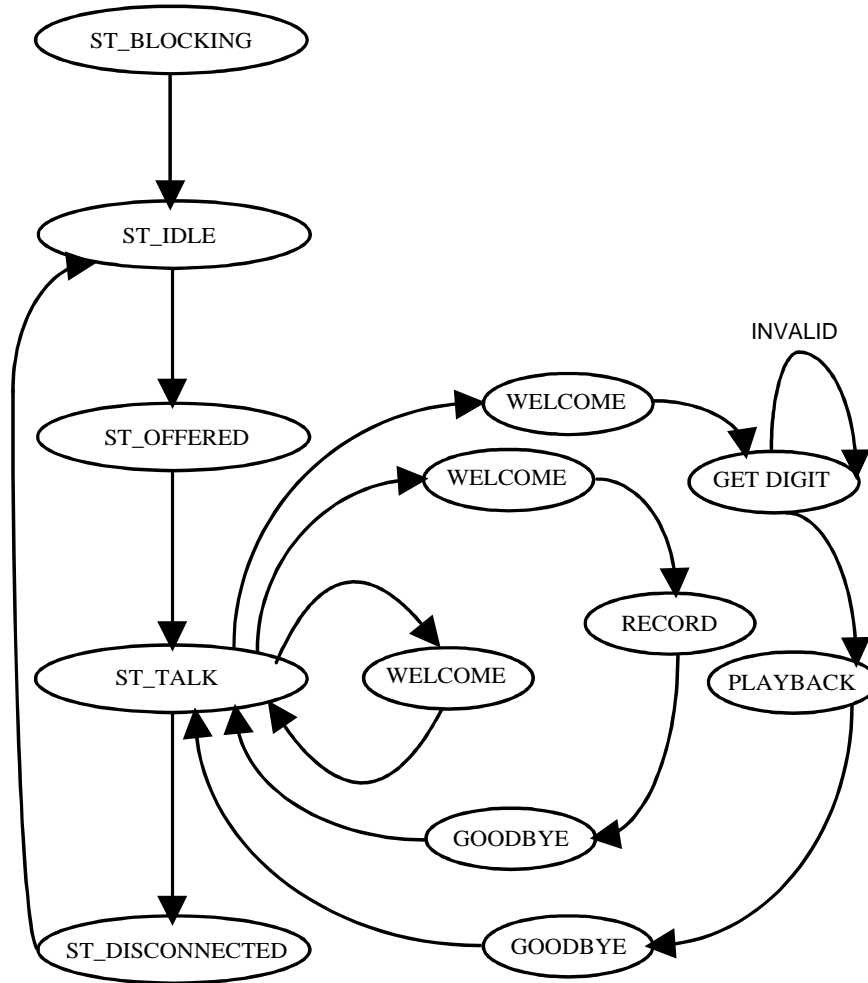 ST_BLOCKING
ST_IDLE
INVALID
WELCOME
ST_OFFERED
WELCOME
GET DIGIT
RECORD
ST_TALK
WELCOME
PLAYBACK
GOODBYE
ST_DISCONNECTED
GOODBYE